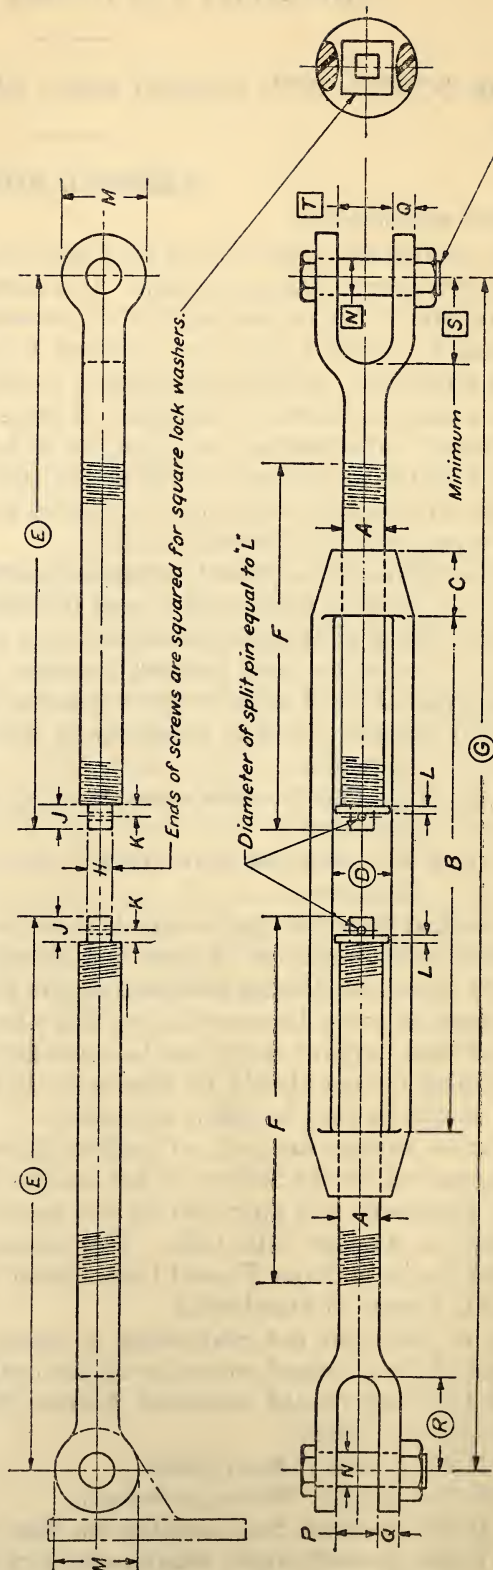 M
E
J
K
H
J
K
E
M
Ends of screws are squared for square lock washers.
Diameter of split pin equal to "L"
P
Q
N
R
A
F
L
D
L
F
A
C
B
G
Minimum
S
N
T
Q